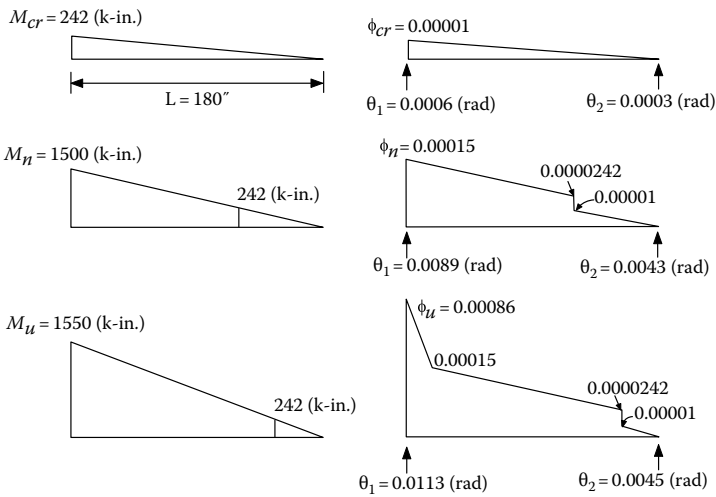 M_cr = 242 (k-in.)
ϕ_cr = 0.00001
L = 180″
θ₁ = 0.0006 (rad)
θ₂ = 0.0003 (rad)
M_n = 1500 (k-in.)
242 (k-in.)
ϕ_n = 0.00015
0.0000242
0.00001
θ₁ = 0.0089 (rad)
θ₂ = 0.0043 (rad)
M_u = 1550 (k-in.)
242 (k-in.)
ϕ_u = 0.00086
0.00015
0.0000242
0.00001
θ₁ = 0.0113 (rad)
θ₂ = 0.0045 (rad)